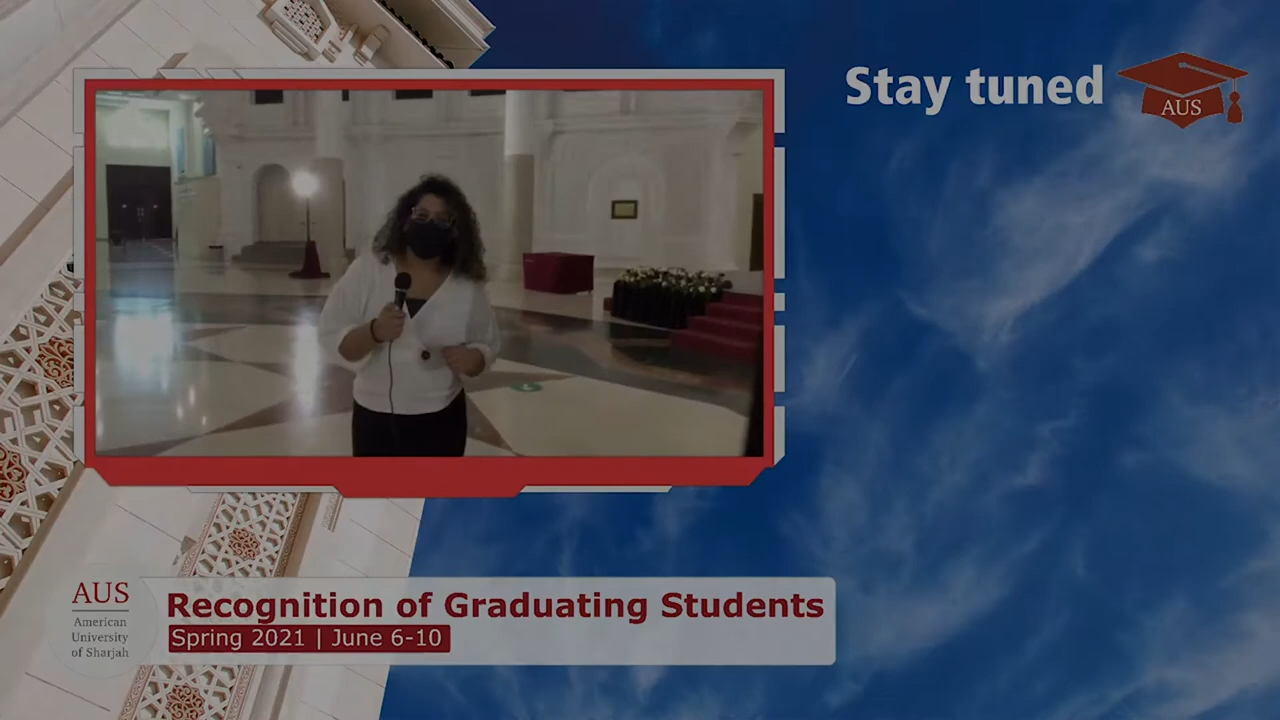 Stay tuned
AUS
AUS
American
University
of Sharjah
Recognition of Graduating Students
Spring 2021 | June 6-10